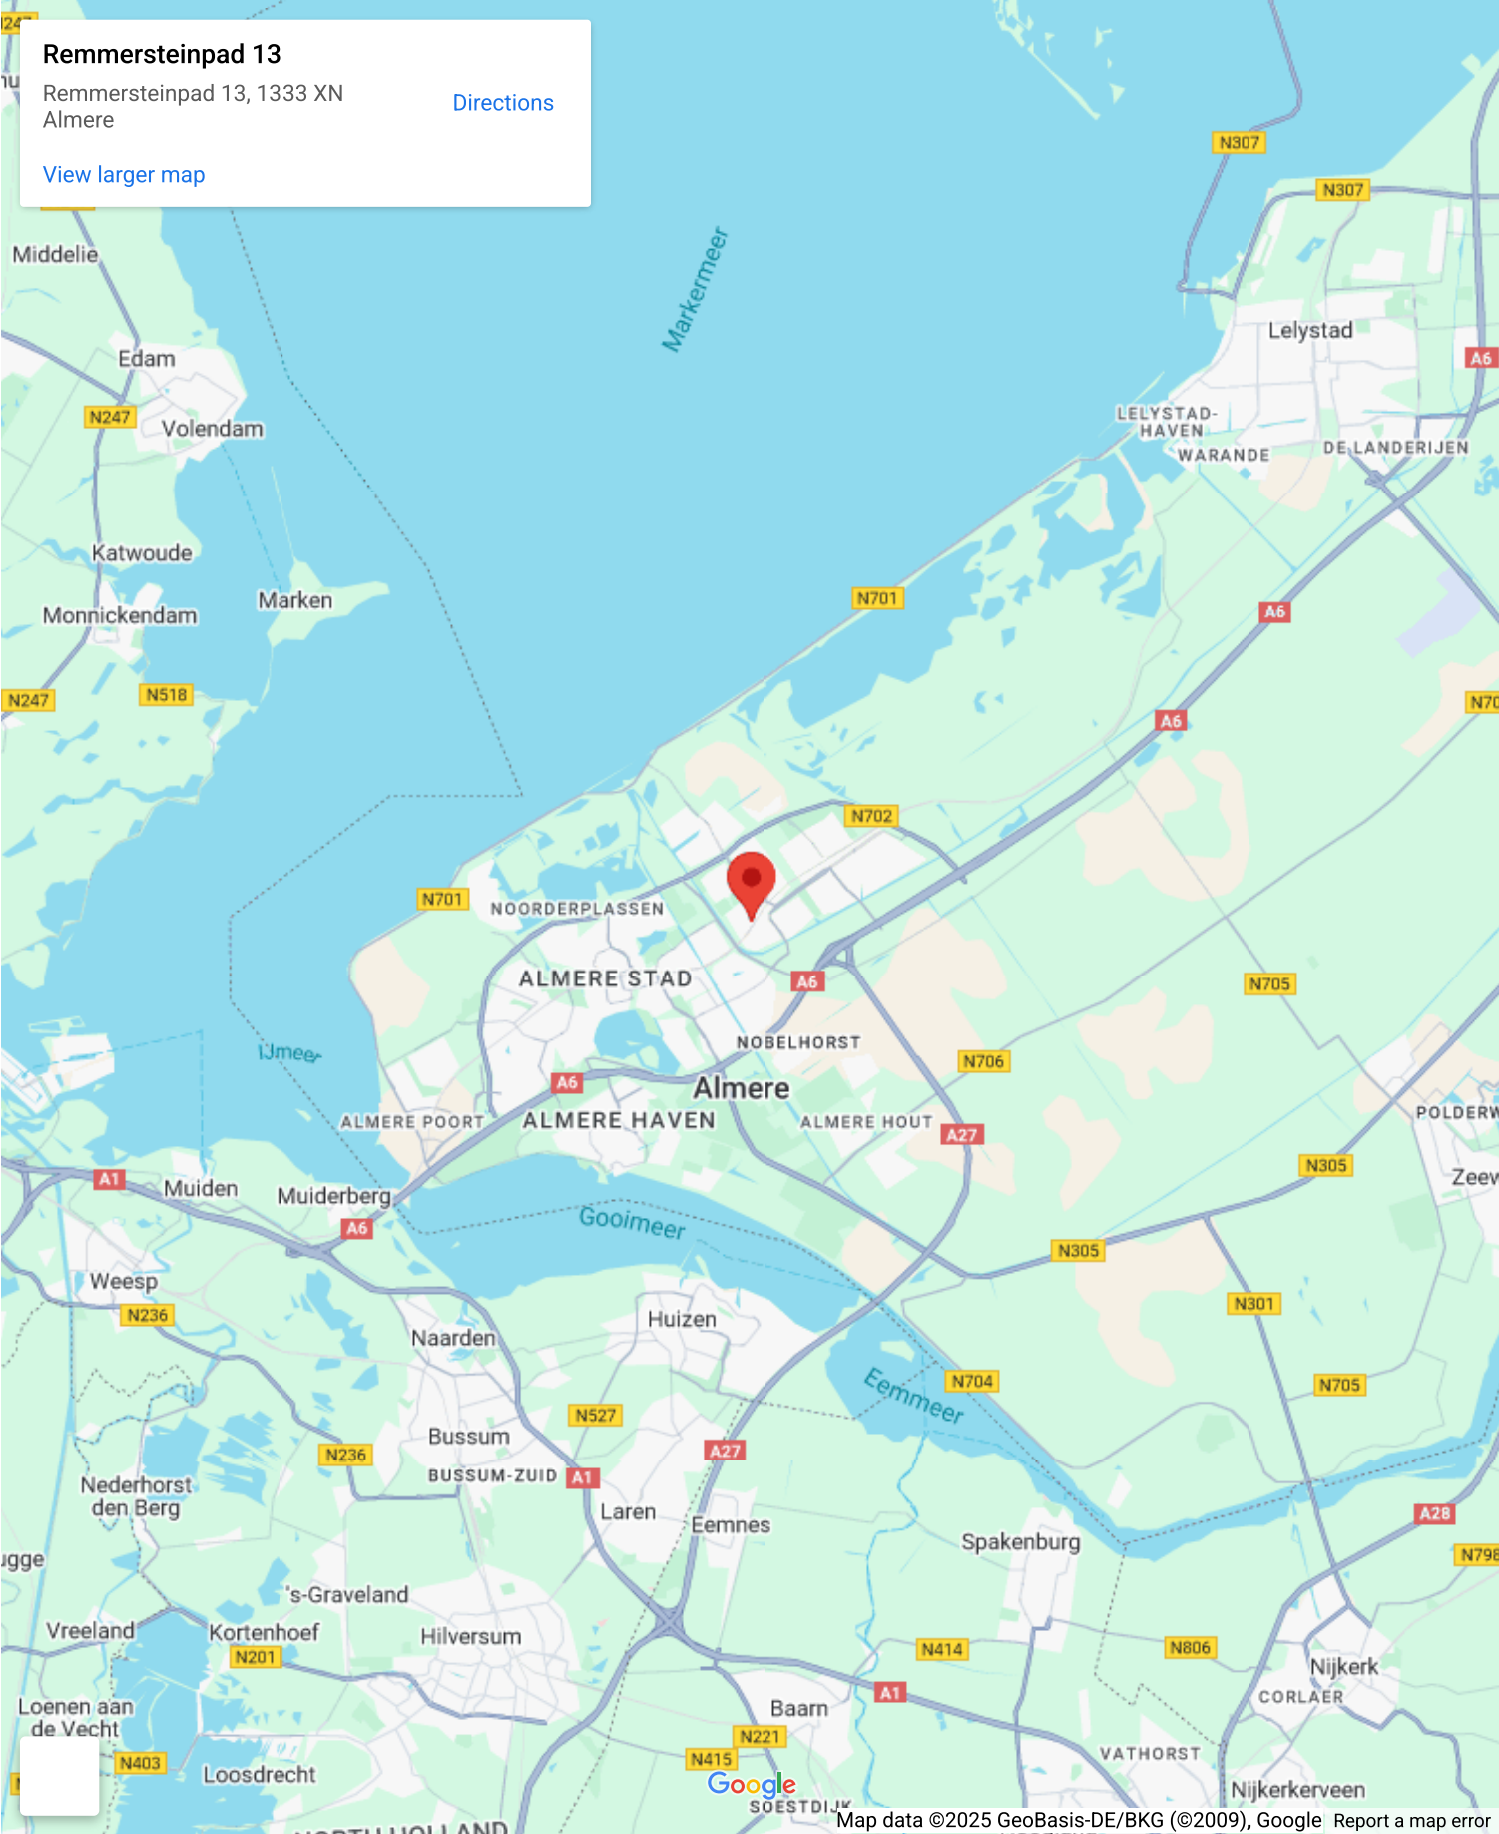 Remmersteinpad 13
Remmersteinpad 13, 1333 XN
Almere
Directions
View larger map
N307
N307
Middelie
Markermeer
Lelystad
Edam
A6
N247
Volendam
LELYSTAD-
HAVEN
WARANDE
DE LANDERIJEN
Katwoude
Marken
N701
Monnickendam
A6
N247
N518
A6
N702
N701
NOORDERPLASSEN
ALMERE STAD
A6
N705
IJmeer
NOBELHORST
N706
A6
Almere
ALMERE POORT
ALMERE HAVEN
ALMERE HOUT
A27
POLDERW
N305
A1
Muiden
Muiderberg
Zeew
A6
Gooimeer
N305
Weesp
N236
N301
Huizen
Naarden
N704
Eemmeer
N705
N527
Bussum
N236
A27
BUSSUM-ZUID
A1
Nederhorst
den Berg
Laren
Eemnes
A28
Spakenburg
N798
's-Graveland
Vreeland
Kortenhoef
Hilversum
N201
N414
N806
Nijkerk
A1
CORLAER
Loenen aan
de Vecht
Baarn
N221
N415
VATHORST
N403
Loosdrecht
Google
Nijkerkerveen
SOESTDIJK
NORTH HOLLAND
Map data ©2025 GeoBasis-DE/BKG (©2009), Google
Report a map error